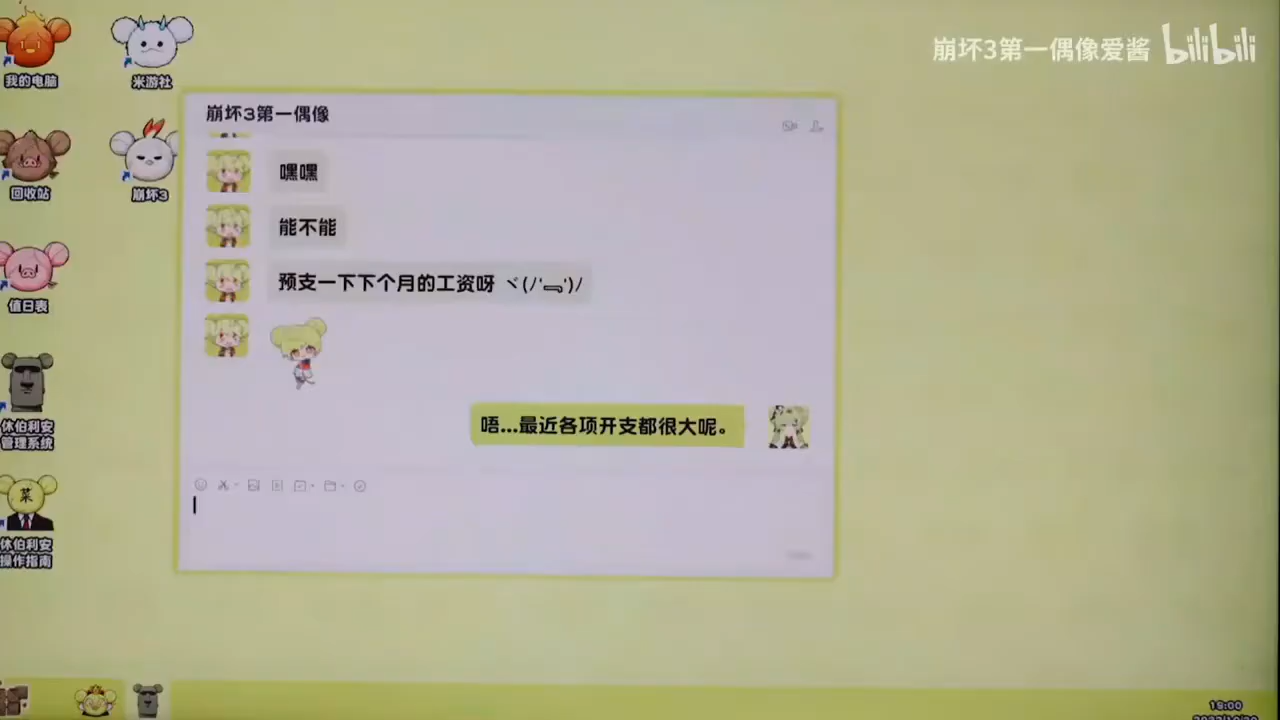 崩坏3第一偶像爱酱 bilibili
我的电脑
米游社
回收站
崩坏3
值日表
休伯利安
管理系统
菜
休伯利安
操作指南
崩坏3第一偶像
嘿嘿
能不能
预支一下下个月的工资呀ヾ(ﾉ'﹃')ﾉ
唔...最近各项开支都很大呢。